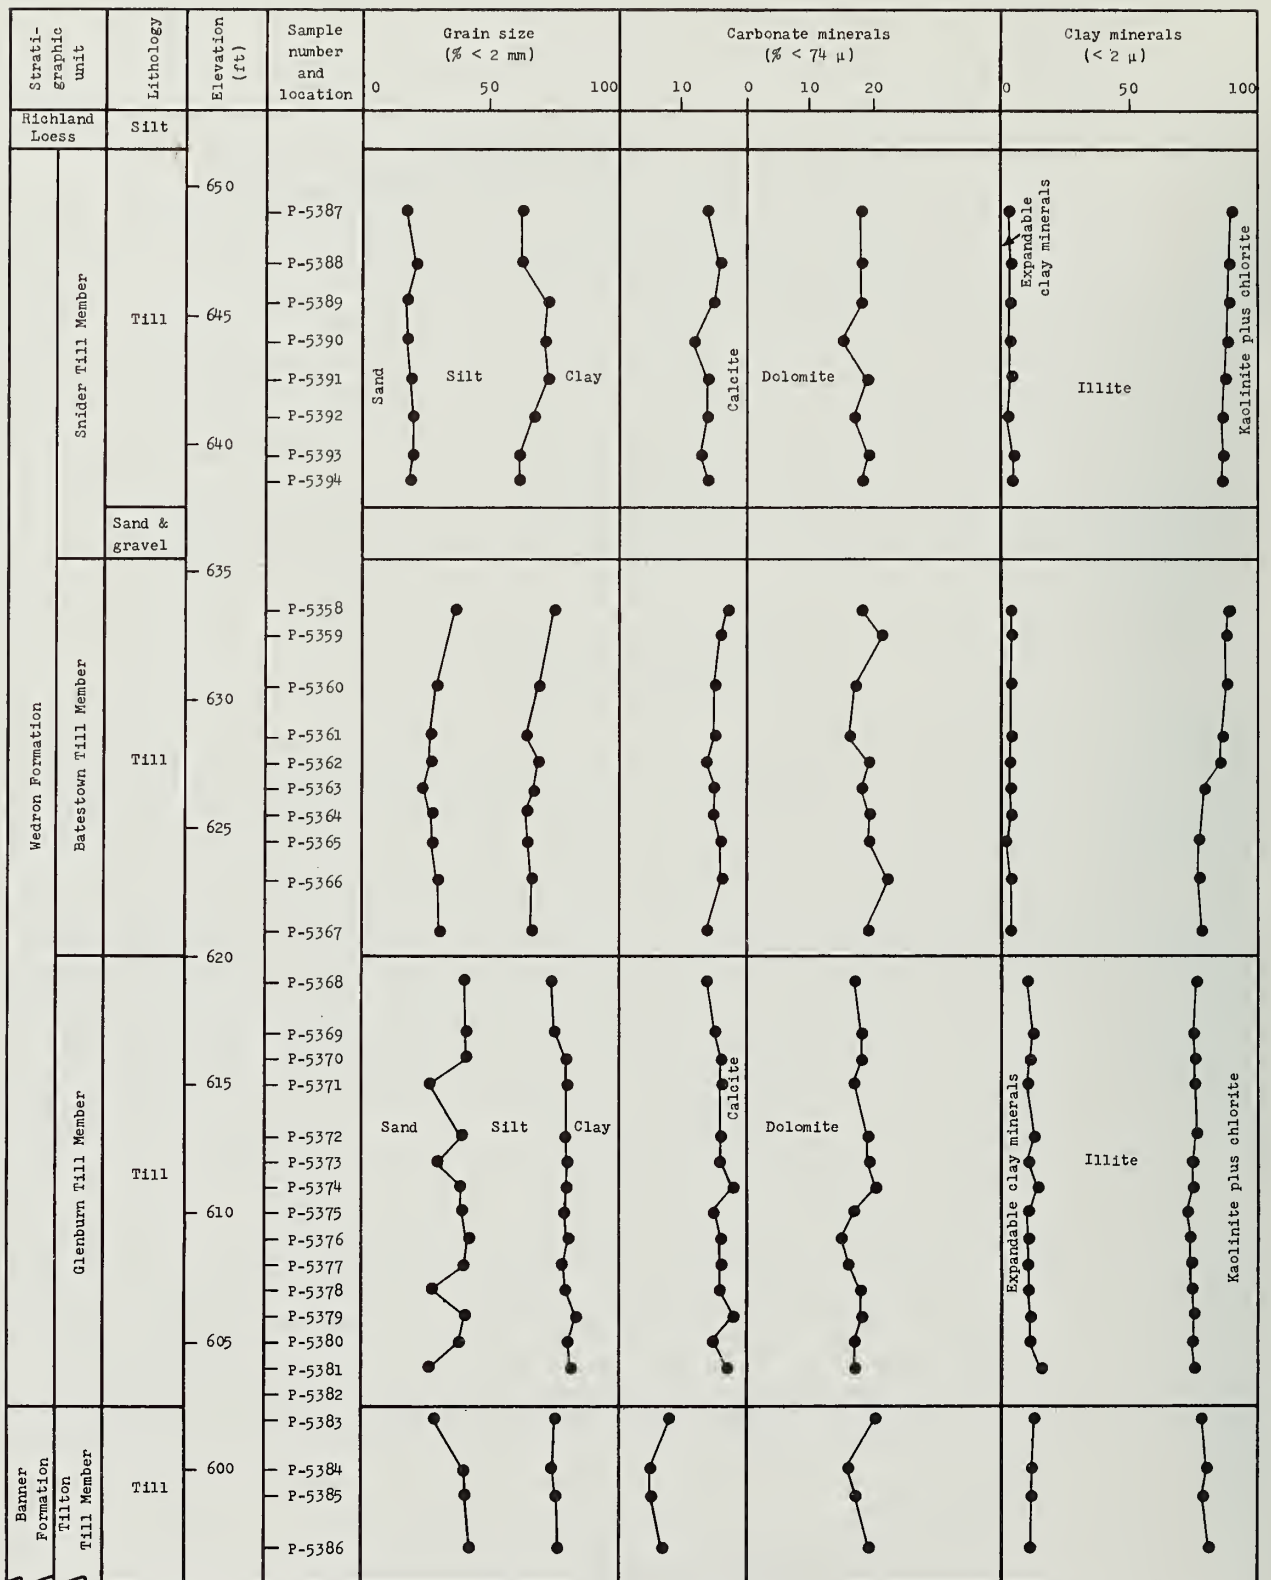 Strati-
graphic
unit
Lithology
Elevation
(ft)
Sample
number
and
location
Grain size
(% < 2 mm)
0 50 100
Carbonate minerals
(% < 74 μ)
10 0 10 20
Clay minerals
(< 2 μ)
0 50 100
Richland
Loess
Silt
Wedron Formation
Snider Till Member
Till
650
645
640
P-5387
P-5388
P-5389
P-5390
P-5391
P-5392
P-5393
P-5394
Sand
Silt
Clay
Calcite
Dolomite
Expandable
clay minerals
Illite
Kaolinite plus chlorite
Sand &
gravel
Batestown Till Member
Till
635
630
625
620
P-5358
P-5359
P-5360
P-5361
P-5362
P-5363
P-5364
P-5365
P-5366
P-5367
Glenburn Till Member
Till
615
610
605
P-5368
P-5369
P-5370
P-5371
P-5372
P-5373
P-5374
P-5375
P-5376
P-5377
P-5378
P-5379
P-5380
P-5381
P-5382
Sand
Silt
Clay
Calcite
Dolomite
Expandable clay minerals
Illite
Kaolinite plus chlorite
Banner
Formation
Tilton
Till Member
Till
600
P-5383
P-5384
P-5385
P-5386